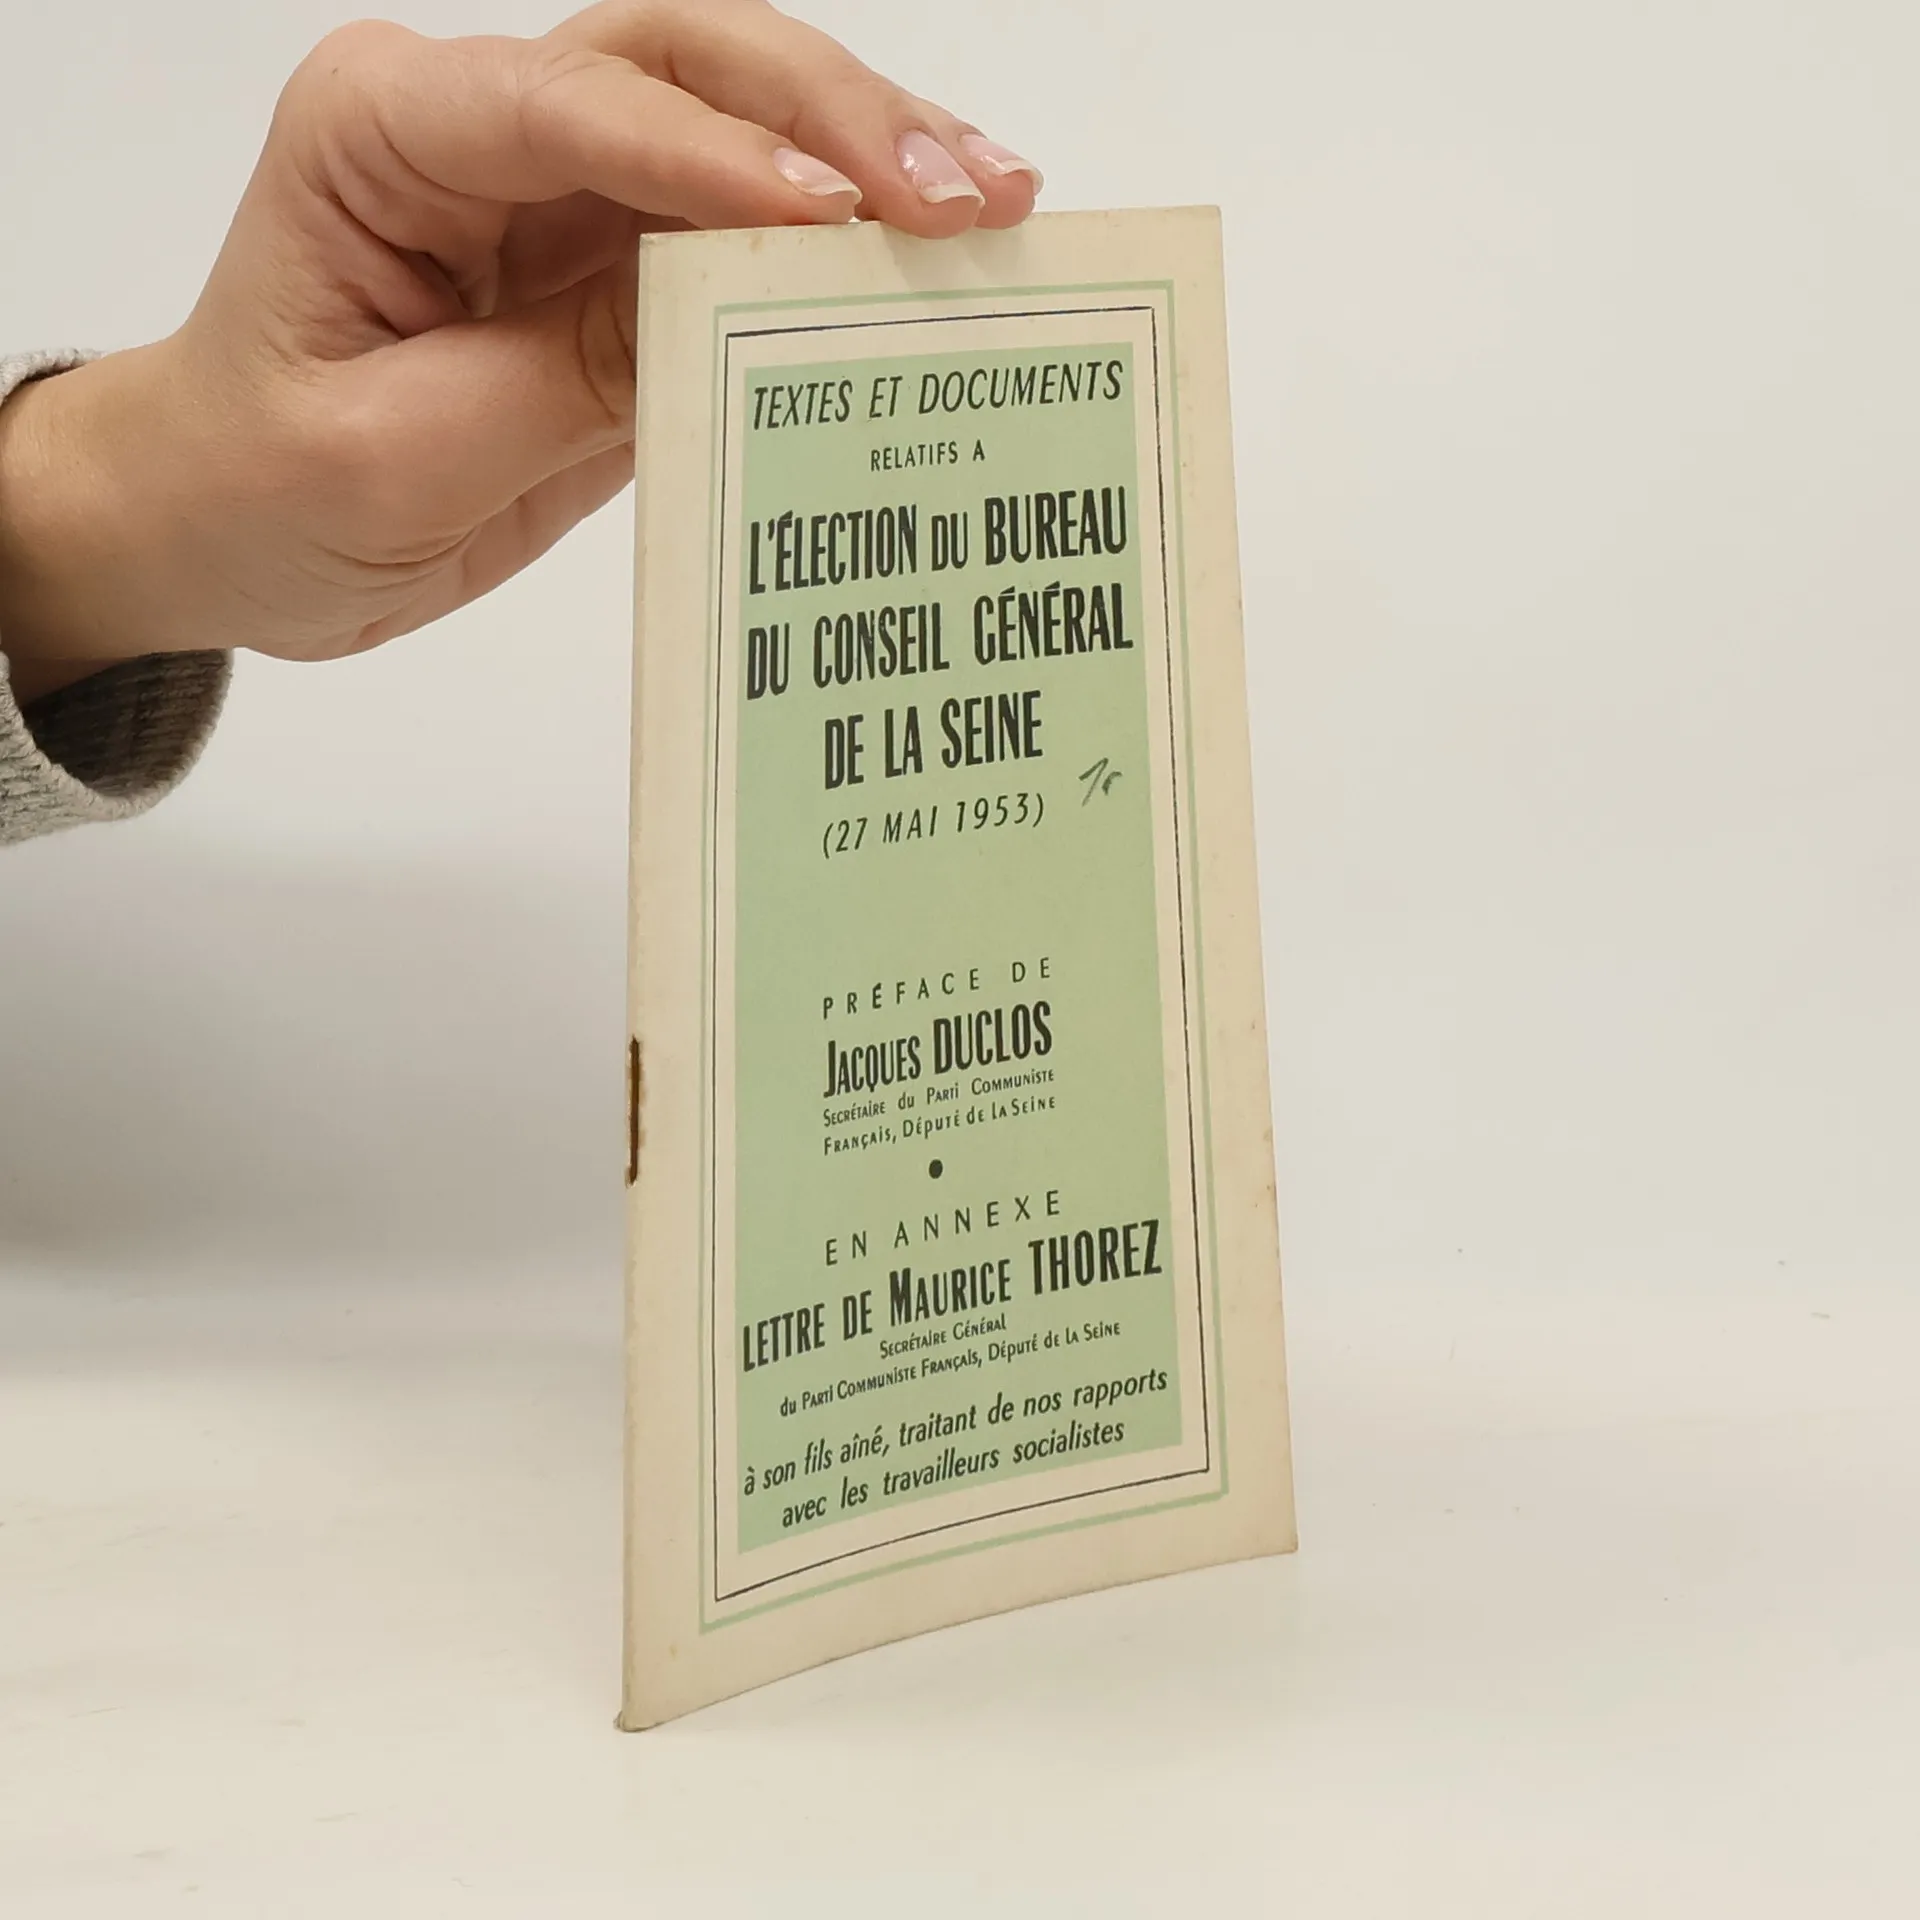 TEXTES ET DOCUMENTS
RELATIFS A
L'ÉLECTION DU BUREAU
DU CONSEIL GÉNÉRAL
DE LA SEINE
(27 MAI 1953)
PRÉFACE DE
JACQUES DUCLOS
SECRÉTAIRE du PARTI COMMUNISTE
FRANÇAIS, DÉPUTÉ de LA SEINE
●
EN ANNEXE
LETTRE DE MAURICE THOREZ
SECRÉTAIRE GÉNÉRAL
du PARTI COMMUNISTE FRANÇAIS, DÉPUTÉ de LA SEINE
à son fils aîné, traitant de nos rapports
avec les travailleurs socialistes